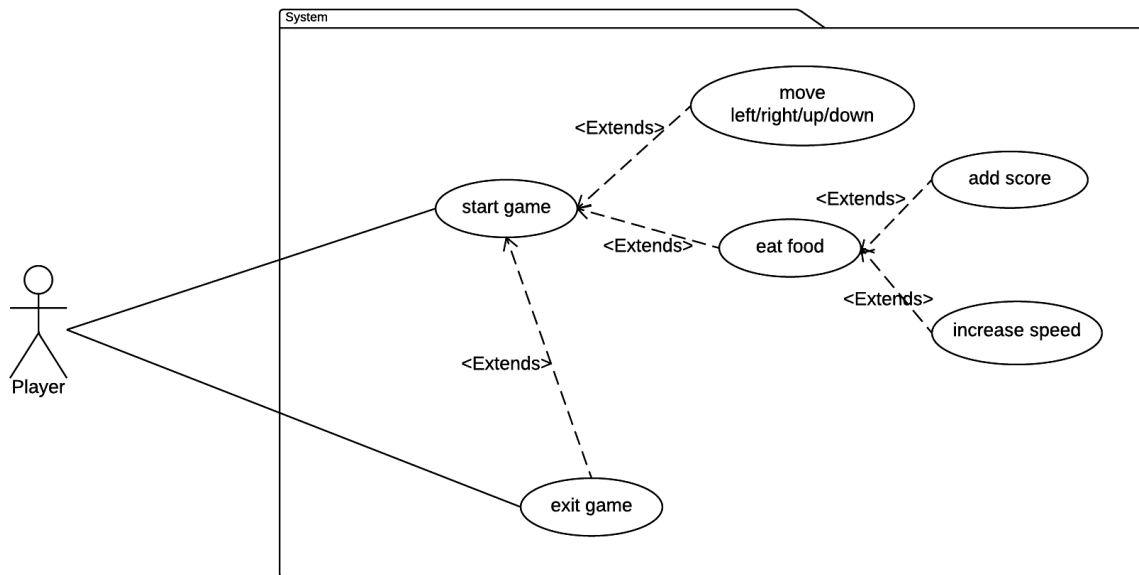 System
move
left/right/up/down
<Extends>
add score
<Extends>
start game
<Extends>
eat food
<Extends>
increase speed
<Extends>
Player
exit game